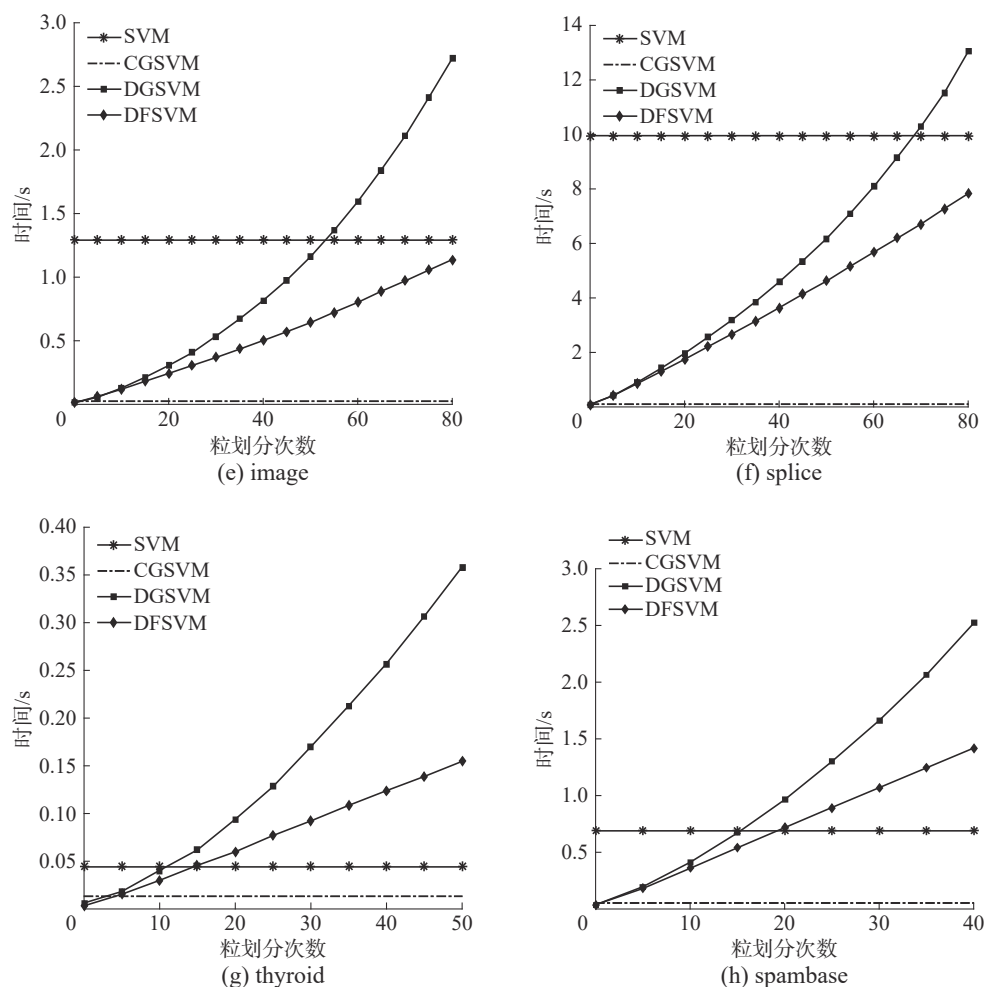 3.0
2.5
2.0
1.5
1.0
0.5
0
20
40
60
80
时间/s
粒划分次数
SVM
CGSVM
DGSVM
DFSVM
(e) image
14
12
10
8
6
4
2
0
20
40
60
80
时间/s
粒划分次数
SVM
CGSVM
DGSVM
DFSVM
(f) splice
0.40
0.35
0.30
0.25
0.20
0.15
0.10
0.05
0
10
20
30
40
50
时间/s
粒划分次数
SVM
CGSVM
DGSVM
DFSVM
(g) thyroid
3.0
2.5
2.0
1.5
1.0
0.5
0
10
20
30
40
时间/s
粒划分次数
SVM
CGSVM
DGSVM
DFSVM
(h) spambase